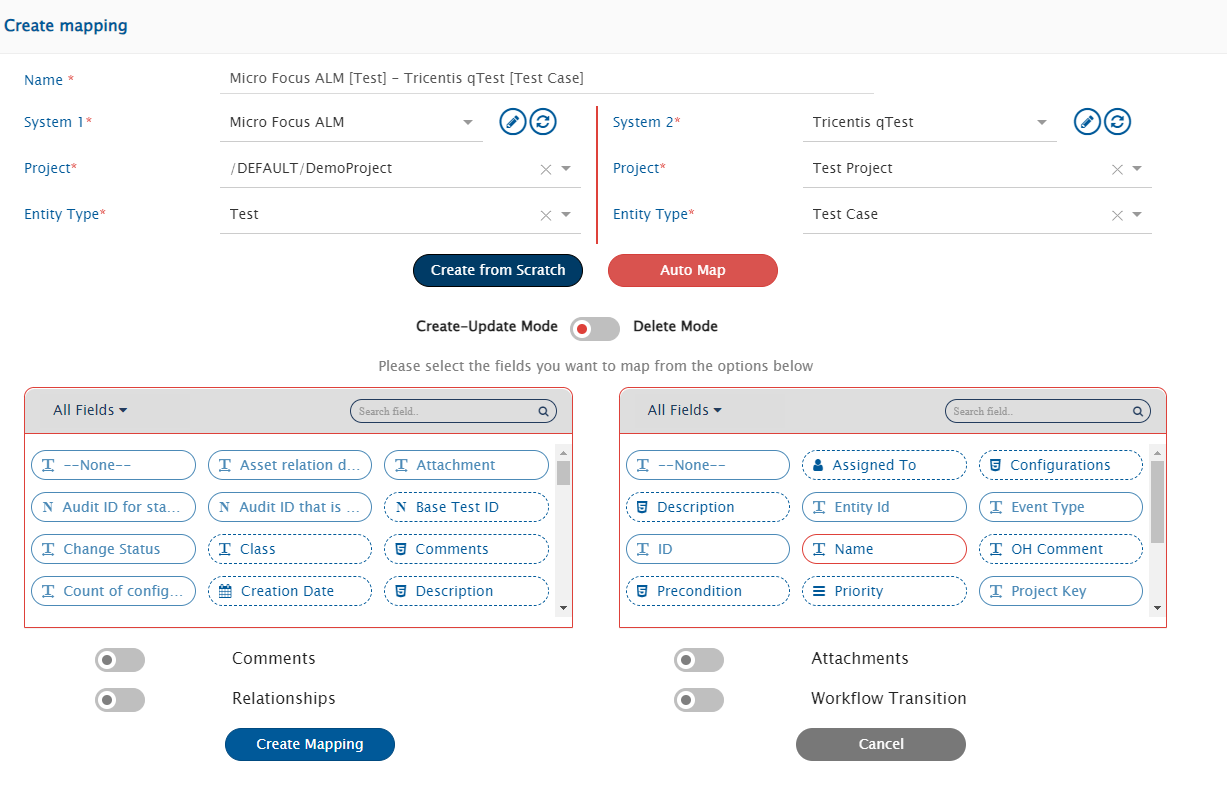 Create mapping
Name *
Micro Focus ALM [Test] - Tricentis qTest [Test Case]
System 1* Micro Focus ALM System 2* Tricentis qTest
Project* /DEFAULT/DemoProject Project* Test Project
Entity Type* Test Entity Type* Test Case
Create from Scratch Auto Map
Create-Update Mode Delete Mode
Please select the fields you want to map from the options below
All Fields Search field.. All Fields Search field..
--None-- Asset relation d... Attachment --None-- Assigned To Configurations
N Audit ID for sta... N Audit ID that is ... N Base Test ID Description Entity Id Event Type
Change Status Class Comments ID Name OH Comment
Count of config... Creation Date Description Precondition Priority Project Key
Comments Attachments
Relationships Workflow Transition
Create Mapping Cancel